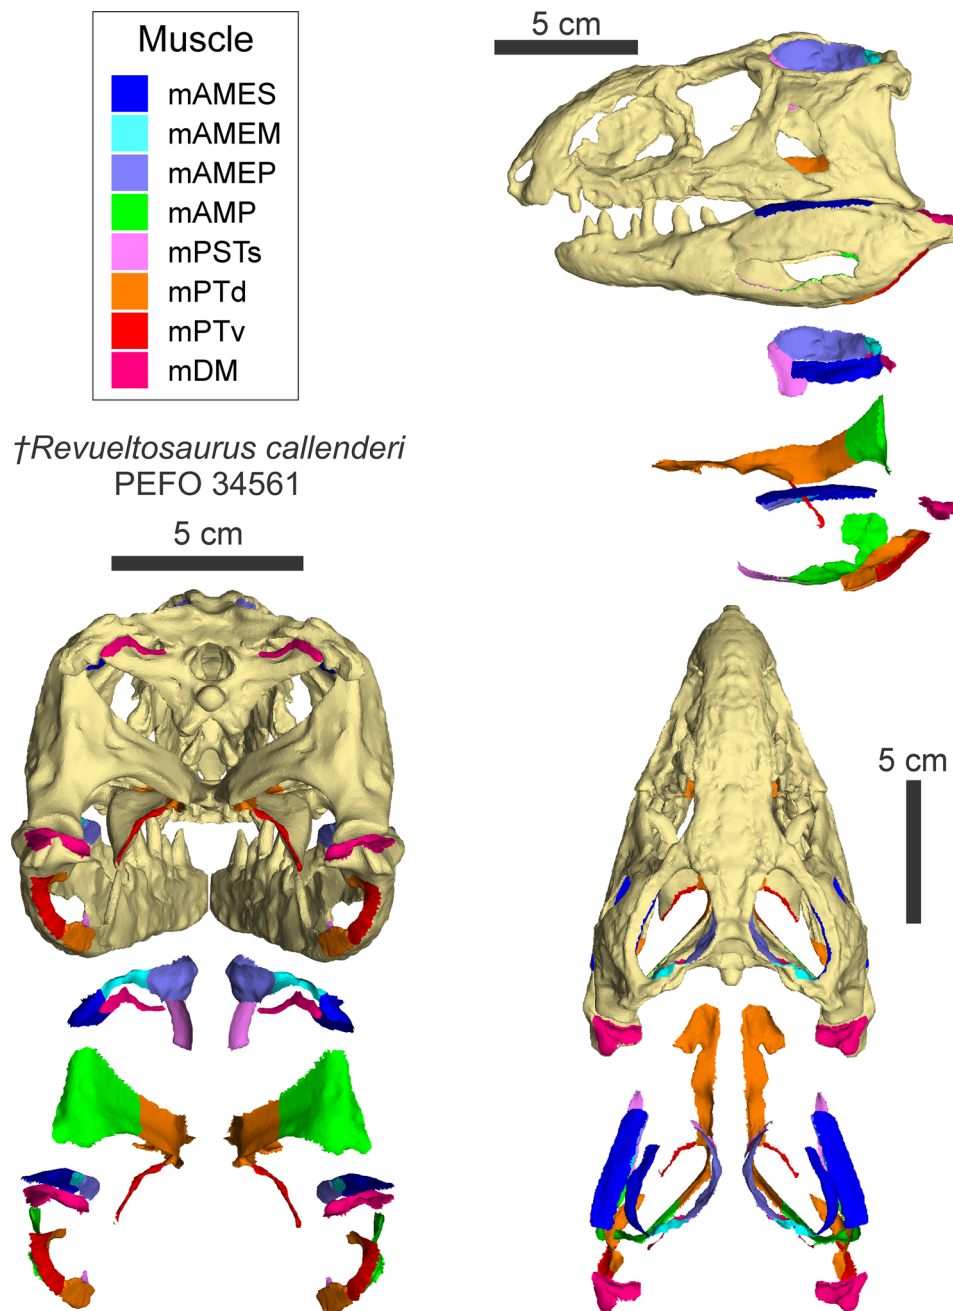 Muscle
mAMES
mAMEM
mAMEP
mAMP
mPSTs
mPTd
mPTv
mDM
5 cm
†Revueltosaurus callenderi
PEFO 34561
5 cm
5 cm